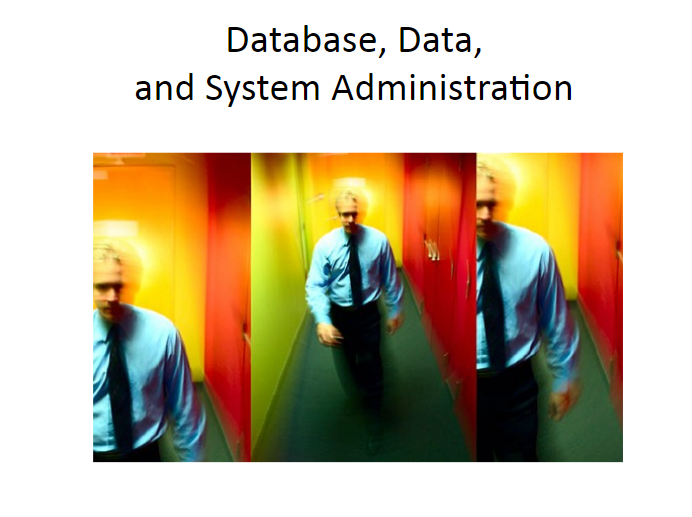 Database, Data,
and System Administration